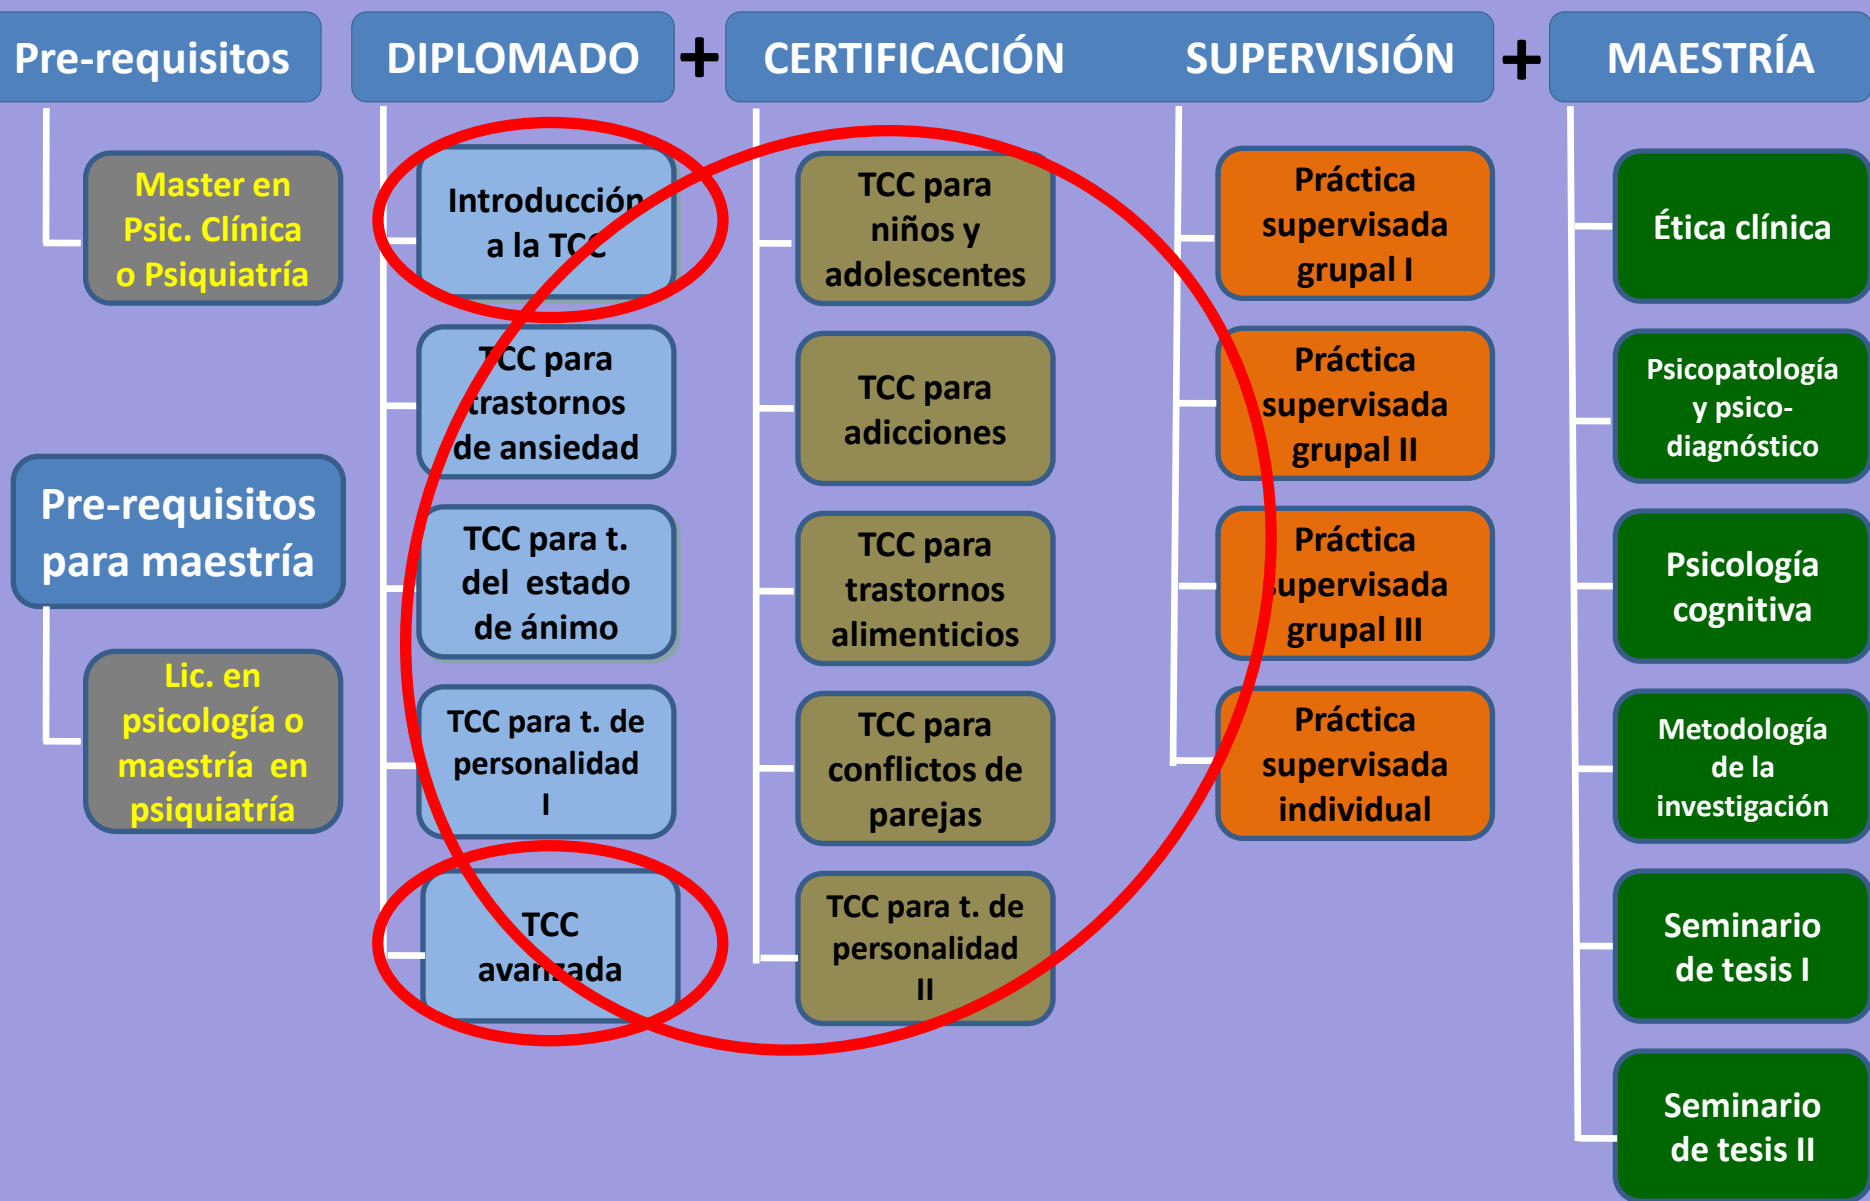 Pre-requisitos
Master en
Psic. Clínica
o Psiquiatría
Pre-requisitos
para maestría
Lic. en
psicología o
maestría en
psiquiatría
DIPLOMADO
Introducción
a la TCC
TCC para
trastornos
de ansiedad
TCC para t.
del estado
de ánimo
TCC para t. de
personalidad
I
TCC
avanzada
+
CERTIFICACIÓN
TCC para
niños y
adolescentes
TCC para
adicciones
TCC para
trastornos
alimenticios
TCC para
conflictos de
parejas
TCC para t. de
personalidad
II
SUPERVISIÓN
Práctica
supervisada
grupal I
Práctica
supervisada
grupal II
Práctica
supervisada
grupal III
Práctica
supervisada
individual
+
MAESTRÍA
Ética clínica
Psicopatología
y psico-
diagnóstico
Psicología
cognitiva
Metodología
de la
investigación
Seminario
de tesis I
Seminario
de tesis II